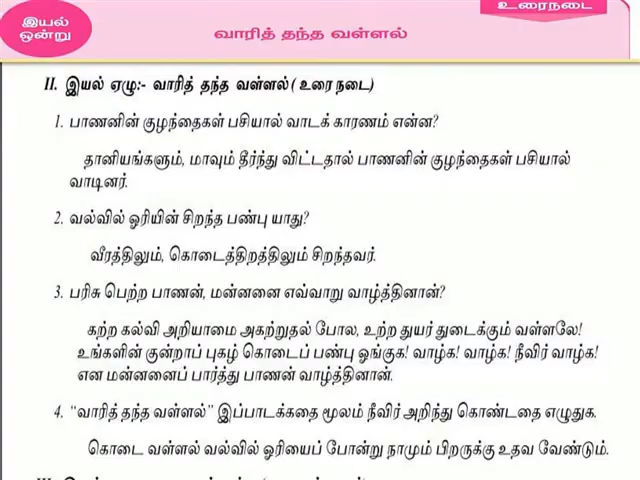 இயல்
ஒன்று
உரைநடை
வாரித் தந்த வள்ளல்
II. இயல் ஏழு:- வாரித் தந்த வள்ளல் ( உரை நடை )
1. பாணனின் குழந்தைகள் பசியால் வாடக் காரணம் என்ன?
தானியங்களும், மாவும் தீர்ந்து விட்டதால் பாணனின் குழந்தைகள் பசியால்
வாடினர்.
2. வல்வில் ஓரியின் சிறந்த பண்பு யாது?
வீரத்திலும், கொடைத்திறத்திலும் சிறந்தவர்.
3. பரிசு பெற்ற பாணன், மன்னனை எவ்வாறு வாழ்த்தினான்?
கற்ற கல்வி அறியாமை அகற்றுதல் போல, உற்ற துயர் துடைக்கும் வள்ளலே!
உங்களின் குன்றாப் புகழ் கொடைப் பண்பு ஓங்குக! வாழ்க! வாழ்க! நீவிர் வாழ்க!
என மன்னனைப் பார்த்து பாணன் வாழ்த்தினான்.
4. “வாரித் தந்த வள்ளல்” இப்பாடக்கதை மூலம் நீவிர் அறிந்து கொண்டதை எழுதுக.
கொடை வள்ளல் வல்வில் ஓரியைப் போன்று நாமும் பிறருக்கு உதவ வேண்டும்.